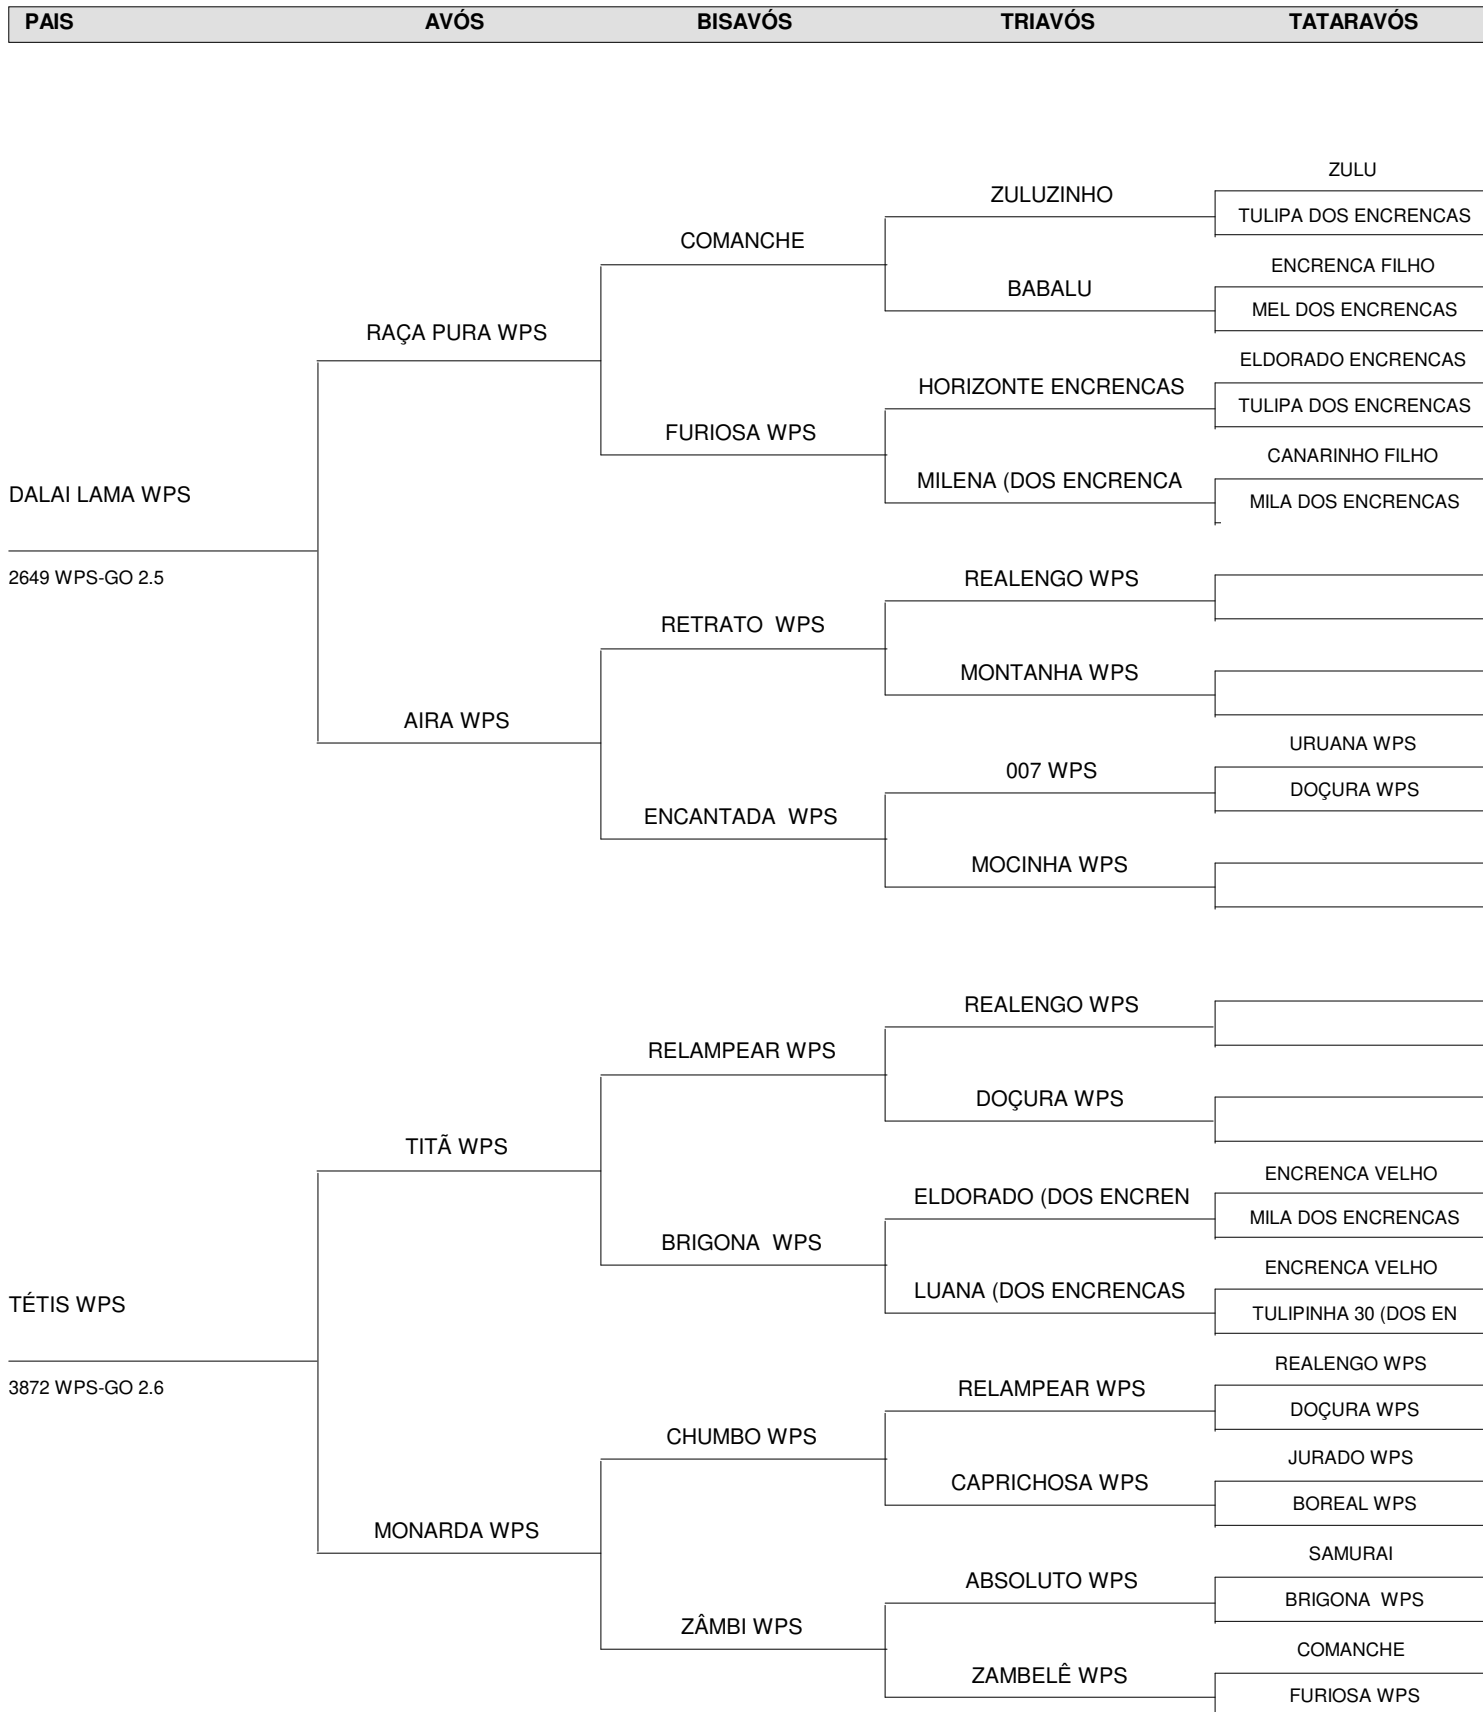 PAIS AVÓS BISAVÓS TRIAVÓS TATARAVÓS
ZULU
ZULUZINHO
TULIPA DOS ENCRENCAS
COMANCHE
ENCRENCA FILHO
BABALU
MEL DOS ENCRENCAS
RAÇA PURA WPS
ELDORADO ENCRENCAS
HORIZONTE ENCRENCAS
TULIPA DOS ENCRENCAS
FURIOSA WPS
CANARINHO FILHO
MILENA (DOS ENCRENCA
MILA DOS ENCRENCAS
DALAI LAMA WPS
2649 WPS-GO 2.5
REALENGO WPS
RETRATO WPS
MONTANHA WPS
AIRA WPS
URUANA WPS
007 WPS
DOÇURA WPS
ENCANTADA WPS
MOCINHA WPS
REALENGO WPS
RELAMPEAR WPS
DOÇURA WPS
TITÃ WPS
ENCRENCA VELHO
ELDORADO (DOS ENCREN
MILA DOS ENCRENCAS
BRIGONA WPS
ENCRENCA VELHO
LUANA (DOS ENCRENCAS
TULIPINHA 30 (DOS EN
TÉTIS WPS
3872 WPS-GO 2.6
REALENGO WPS
RELAMPEAR WPS
DOÇURA WPS
CHUMBO WPS
JURADO WPS
CAPRICHOSA WPS
BOREAL WPS
MONARDA WPS
SAMURAI
ABSOLUTO WPS
BRIGONA WPS
ZÂMBI WPS
COMANCHE
ZAMBELÊ WPS
FURIOSA WPS